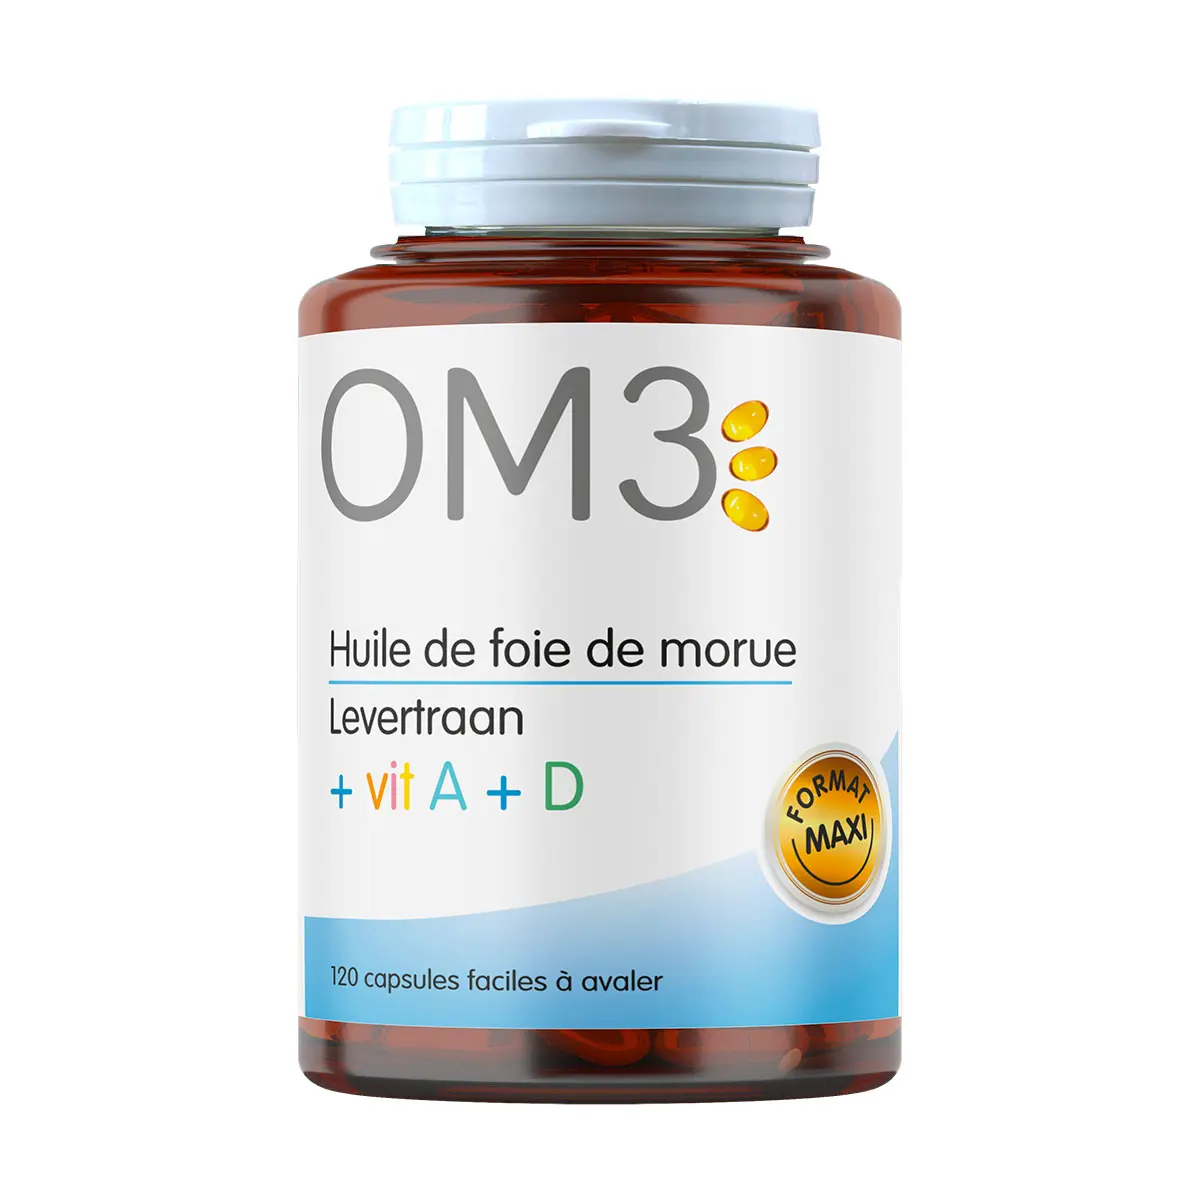 OM3
Huile de foie de morue
Levertraan
+ vit A + D
FORMAT
MAXI
120 capsules faciles à avaler